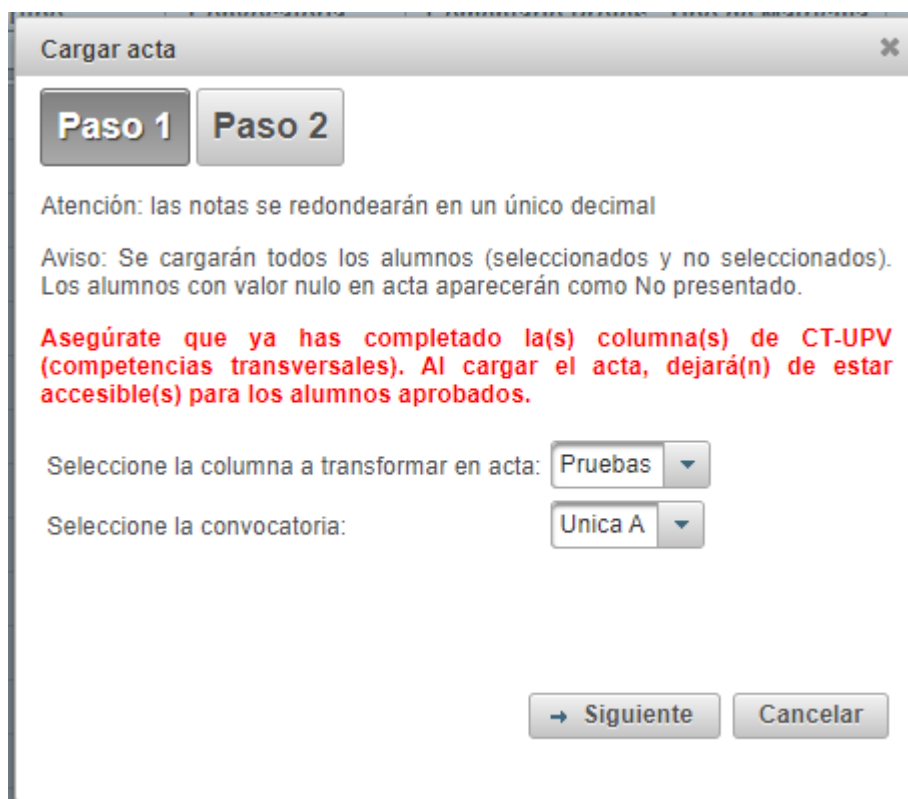 Cargar acta
Paso 1 Paso 2
Atención: las notas se redondearán en un único decimal
Aviso: Se cargarán todos los alumnos (seleccionados y no seleccionados).
Los alumnos con valor nulo en acta aparecerán como No presentado.
Asegúrate que ya has completado la(s) columna(s) de CT-UPV
(competencias transversales). Al cargar el acta, dejará(n) de estar
accesible(s) para los alumnos aprobados.
Seleccione la columna a transformar en acta: Pruebas
Seleccione la convocatoria: Unica A
Siguiente Cancelar